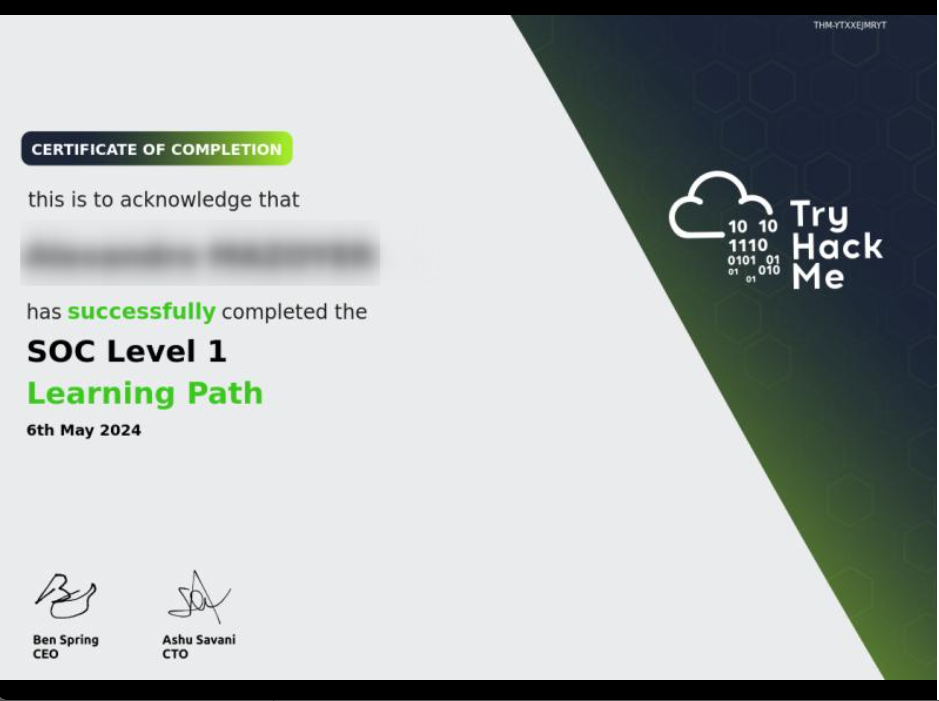 THM-YTXXEJMRYT
CERTIFICATE OF COMPLETION
this is to acknowledge that
has successfully completed the
SOC Level 1
Learning Path
6th May 2024
10 10
1110
0101 01
01 010
01
Try
Hack
Me
Ben Spring
CEO
Ashu Savani
CTO